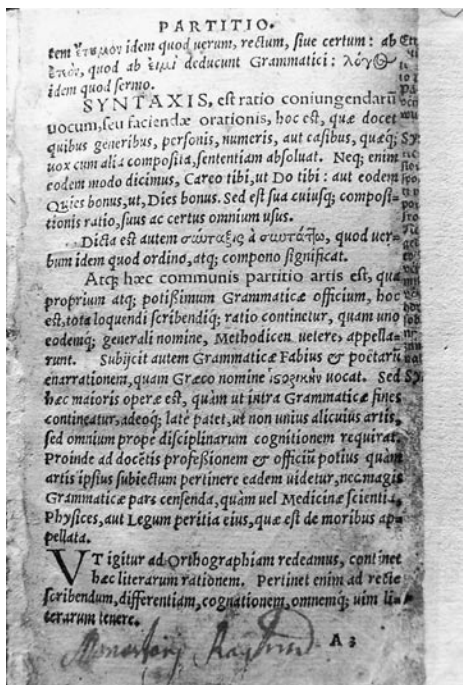 PARTITIO.
tem ἔτυμον idem quod uerum, rectum, siue certum: ab
quod ab εἰμὶ deducunt Grammatici: λόγος
idem quod sermo.
SYNTAXIS, est ratio coniungendarũ
uocum, seu faciendæ orationis, hoc est, quæ docet
quibus generibus, personis, numeris, aut casibus, quæq;
uox cum alia composita, sententiam absoluat. Neq; enim
eodem modo dicimus, Careo tibi, ut Do tibi: aut eodem
Quies bonus, ut, Dies bonus. Sed est sua cuiusq; composi-
tionis ratio, suus ac certus omnium usus.
Dicta est autem σύνταξις à συντάττω, quod uer-
bum idem quod ordino, atq; compono significat.
Atq; hæc communis partitio artis est, qua
proprium atq; potißimum Grammaticæ officium, hoc
est, tota loquendi scribendiq; ratio continetur, quam uno
eodemq; generali nomine, Methodicen uetere, appella-
runt. Subijcit autem Grammaticæ Fabius & poëtarũ
enarrationem, quam Græco nomine ἱστορικὴν uocat. Sed
hæc maioris operæ est, quàm ut intra Grammaticæ fines
contineatur, adeoq; latè patet, ut non unius alicuius artis,
sed omnium propè disciplinarum cognitionem requirat.
Proinde ad docẽtis profeßionem & officiũ potius quàm
artis ipsius subiectum pertinere eadem uidetur, nec magis
Grammaticæ pars censenda, quàm uel Medicinæ scientia,
Physices, aut Legum peritia eius, quæ est de moribus ap-
pellata.
VT igitur ad Orthographiam redeamus, continet
hæc literarum rationem. Pertinet enim ad recte
scribendum, differentiam, cognationem, omnemq; uim li-
terarum tenere.
A 3